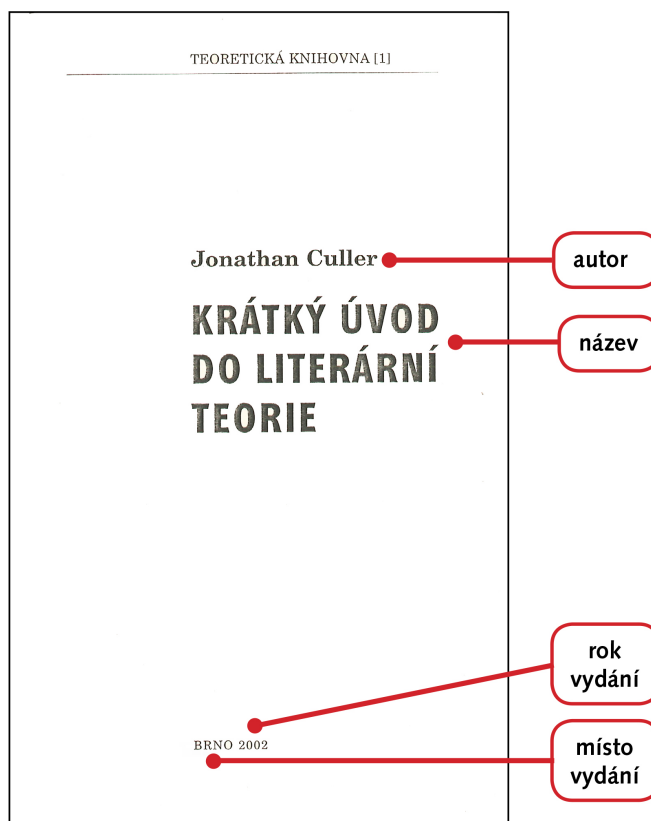 TEORETICKÁ KNIHOVNA [1]
Jonathan Culler
autor
KRÁTKÝ ÚVOD
DO LITERÁRNÍ
TEORIE
název
rok
vydání
BRNO 2002
místo
vydání